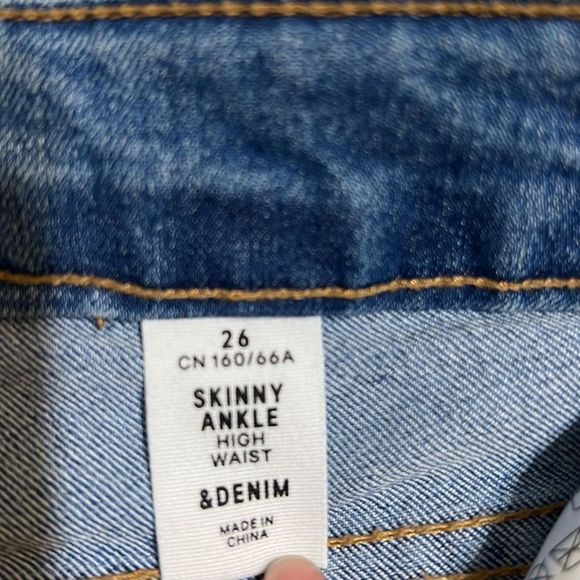 26
CN 160/66A
SKINNY
ANKLE
HIGH
WAIST
&DENIM
MADE IN
CHINA